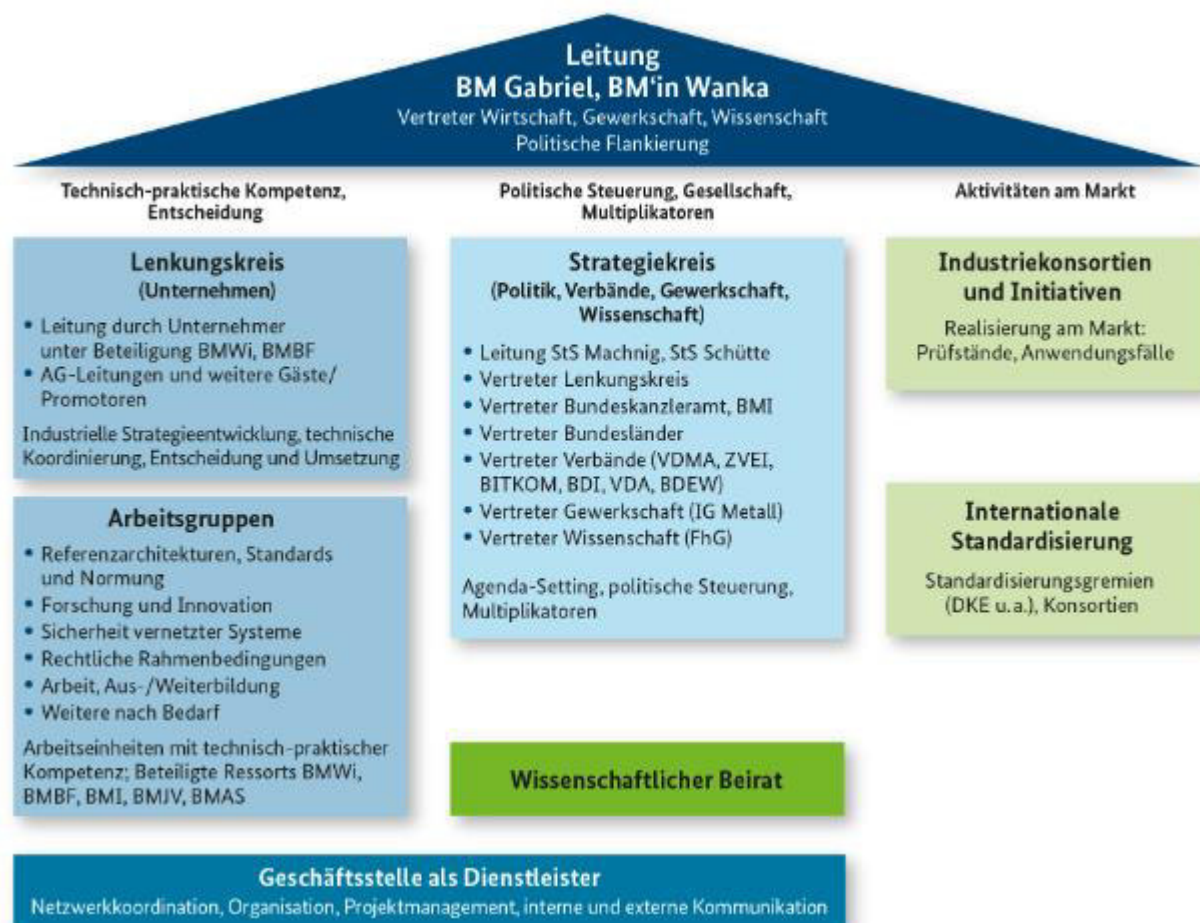 Leitung
BM Gabriel, BM‘in Wanka
Vertreter Wirtschaft, Gewerkschaft, Wissenschaft
Politische Flankierung
Technisch-praktische Kompetenz,
Entscheidung
Lenkungskreis
(Unternehmen)
• Leitung durch Unternehmer
unter Beteiligung BMWi, BMBF
• AG-Leitungen und weitere Gäste/
Promotoren
Industrielle Strategieentwicklung, technische
Koordinierung, Entscheidung und Umsetzung
Arbeitsgruppen
• Referenzarchitekturen, Standards
und Normung
• Forschung und Innovation
• Sicherheit vernetzter Systeme
• Rechtliche Rahmenbedingungen
• Arbeit, Aus-/Weiterbildung
• Weitere nach Bedarf
Arbeitseinheiten mit technisch-praktischer
Kompetenz; Beteiligte Ressorts BMWi,
BMBF, BMI, BMJV, BMAS
Politische Steuerung, Gesellschaft,
Multiplikatoren
Strategiekreis
(Politik, Verbände, Gewerkschaft,
Wissenschaft)
• Leitung StS Machnig, StS Schütte
• Vertreter Lenkungskreis
• Vertreter Bundeskanzleramt, BMI
• Vertreter Bundesländer
• Vertreter Verbände (VDMA, ZVEI,
BITKOM, BDI, VDA, BDEW)
• Vertreter Gewerkschaft (IG Metall)
• Vertreter Wissenschaft (FhG)
Agenda-Setting, politische Steuerung,
Multiplikatoren
Wissenschaftlicher Beirat
Aktivitäten am Markt
Industriekonsortien
und Initiativen
Realisierung am Markt:
Prüfstände, Anwendungsfälle
Internationale
Standardisierung
Standardisierungsgremien
(DKE u. a.), Konsortien
Geschäftsstelle als Dienstleister
Netzwerkkoordination, Organisation, Projektmanagement, interne und externe Kommunikation